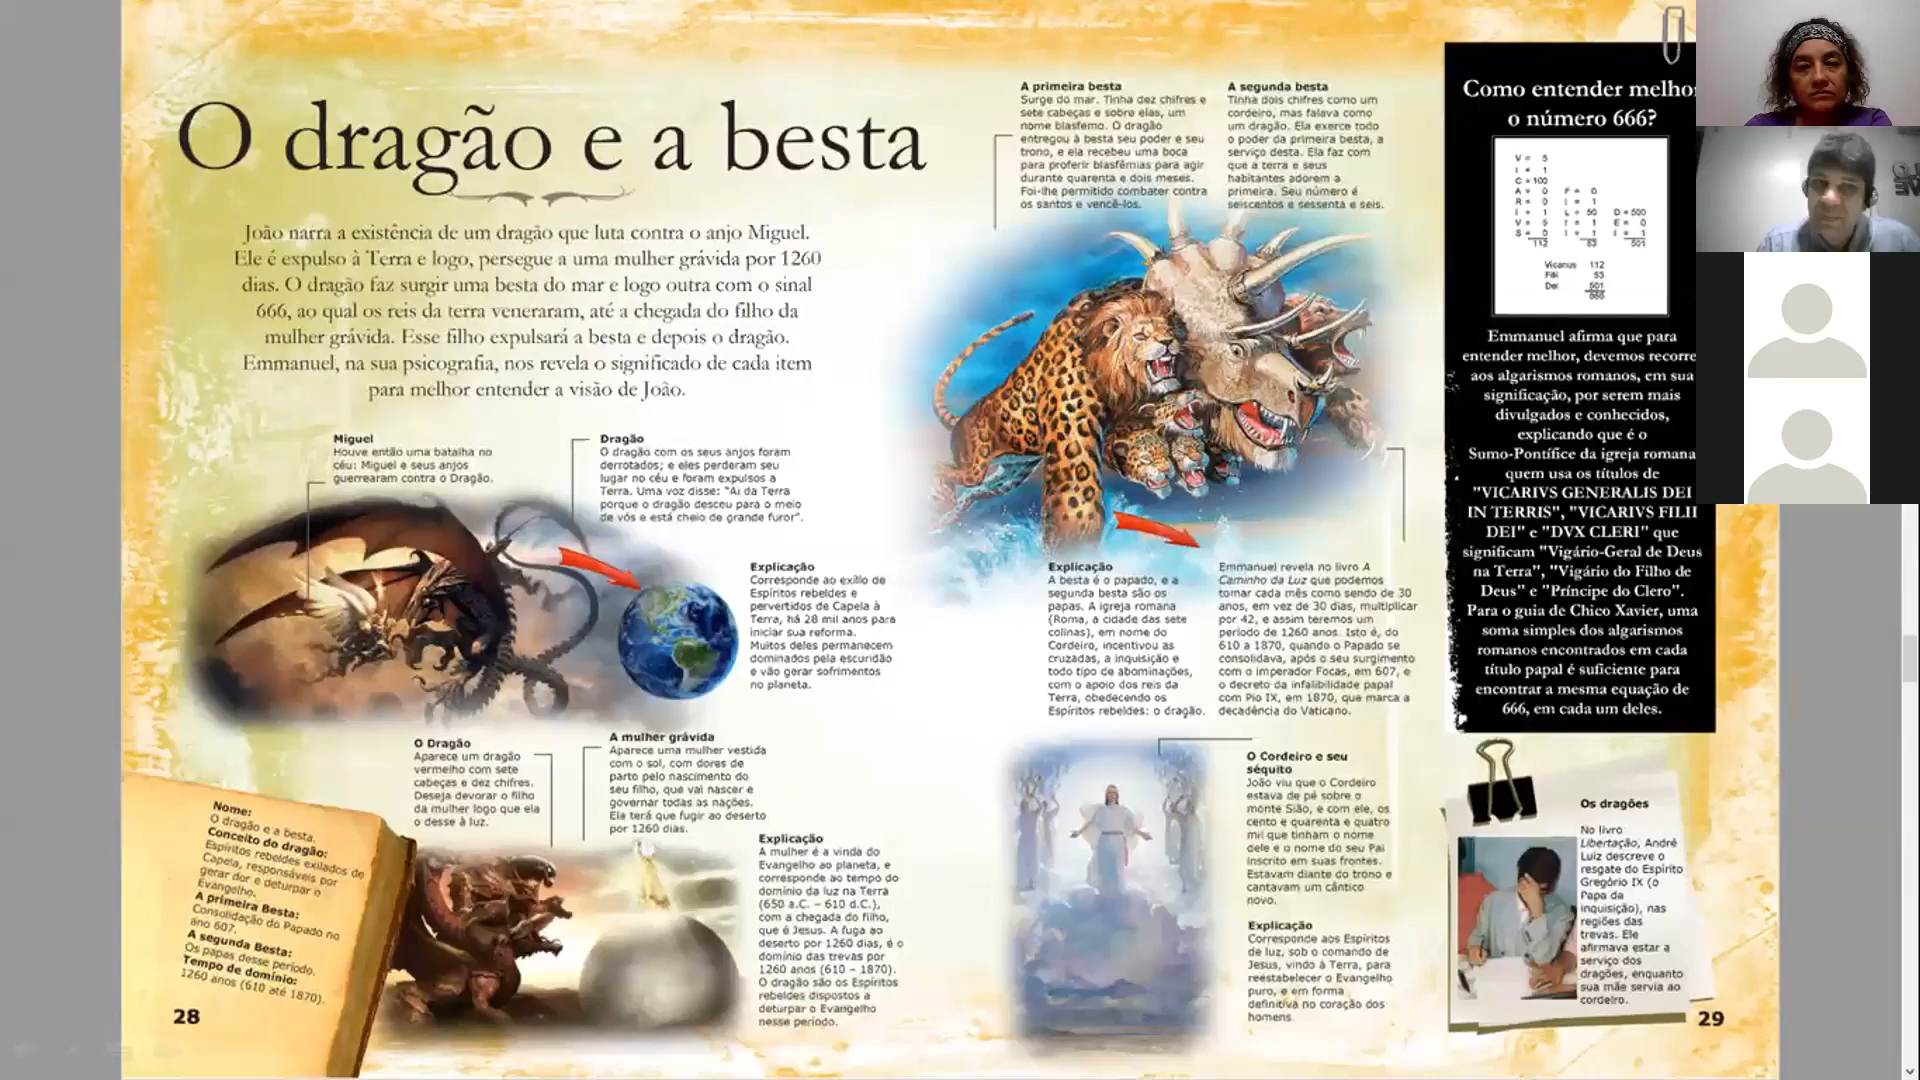 O dragão e a besta
João narra a existência de um dragão que luta contra o anjo Miguel.
Ele é expulso à Terra e logo, persegue a uma mulher grávida por 1260
dias. O dragão faz surgir uma besta do mar e logo outra com o sinal
666, ao qual os reis da terra veneraram, até a chegada do filho da
mulher grávida. Esse filho expulsará a besta e depois o dragão.
Emmanuel, na sua psicografia, nos revela o significado de cada item
para melhor entender a visão de João.
Miguel
Houve então uma batalha no
céu: Miguel e seus anjos
guerrearam contra o Dragão.
Dragão
O dragão com os seus anjos foram
derrotados; e eles perderam seu
lugar no céu e foram expulsos a
Terra. Uma voz disse: "Ai da Terra
porque o dragão desceu para o meio
de vós e está cheio de grande furor".
Explicação
Corresponde ao exílio de
Espíritos rebeldes e
pervertidos de Capela à
Terra, há 28 mil anos para
iniciar sua reforma.
Muitos deles permanecem
dominados pela escuridão
e vão gerar sofrimentos
no planeta.
O Dragão
Aparece um dragão
vermelho com sete
cabeças e dez chifres.
Deseja devorar o filho
da mulher logo que ela
o desse à luz.
A mulher grávida
Aparece uma mulher vestida
com o sol, com dores de
parto pelo nascimento do
seu filho, que vai nascer e
governar todas as nações.
Ela terá que fugir ao deserto
por 1260 dias.
Explicação
A mulher é a vinda do
Evangelho ao planeta, e
corresponde ao tempo do
domínio da luz na Terra
(650 a.C. – 610 d.C.),
com a chegada do filho,
que é Jesus. A fuga ao
deserto por 1260 dias, é o
domínio das trevas por
1260 anos (610 – 1870).
O dragão são os Espíritos
rebeldes dispostos a
deturpar o Evangelho
nesse período.
Nome:
O dragão e a besta.
Conceito do dragão:
Espíritos rebeldes exilados de
Capela, responsáveis por
gerar dor e deturpar o
Evangelho.
A primeira Besta:
Consolidação do Papado no
ano 607.
A segunda Besta:
Os papas desse período.
Tempo de domínio:
1260 anos (610 até 1870).
28
A primeira besta
Surge do mar. Tinha dez chifres e
sete cabeças e sobre elas, um
nome blasfemo. O dragão
entregou à besta seu poder e seu
trono, e ela recebeu uma boca
para proferir blasfêmias para agir
durante quarenta e dois meses.
Foi-lhe permitido combater contra
os santos e vencê-los.
A segunda besta
Tinha dois chifres como um
cordeiro, mas falava como
um dragão. Ela exerce todo
o poder da primeira besta, a
serviço desta. Ela faz com
que a terra e seus
habitantes adorem a
primeira. Seu número é
seiscentos e sessenta e seis.
Explicação
A besta é o papado, e a
segunda besta são os
papas. A igreja romana
(Roma, a cidade das sete
colinas), em nome do
Cordeiro, incentivou as
cruzadas, a inquisição e
todo tipo de abominações,
com o apoio dos reis da
Terra, obedecendo os
Espíritos rebeldes: o dragão.
Emmanuel revela no livro A
Caminho da Luz que podemos
tomar cada mês como sendo de 30
anos, em vez de 30 dias, multiplicar
por 42, e assim teremos um
período de 1260 anos. Isto é, do
610 a 1870, quando o Papado se
consolidava, após o seu surgimento
com o imperador Focas, em 607, e
o decreto da infalibilidade papal
com Pio IX, em 1870, que marca a
decadência do Vaticano.
O Cordeiro e seu
séquito
João viu que o Cordeiro
estava de pé sobre o
monte Sião, e com ele, os
cento e quarenta e quatro
mil que tinham o nome
dele e o nome do seu Pai
inscrito em suas frontes.
Estavam diante do trono e
cantavam um cântico
novo.
Explicação
Corresponde aos Espíritos
de luz, sob o comando de
Jesus, vindo à Terra, para
reestabelecer o Evangelho
puro, e em forma
definitiva no coração dos
homens.
Como entender melho
o número 666?
V = 5
I = 1
C = 100
A = 0 F = 0
R = 0 I = 1
I = 1 L = 50 D = 500
V = 5 I = 1 E = 0
S = 0 I = 1 I = 1
112 53 501
Vicarius 112
Filii 53
Dei 501
666
Emmanuel afirma que para
entender melhor, devemos recorre
aos algarismos romanos, em sua
significação, por serem mais
divulgados e conhecidos,
explicando que é o
Sumo-Pontífice da igreja romana
quem usa os títulos de
"VICARIVS GENERALIS DEI
IN TERRIS", "VICARIVS FILII
DEI" e "DVX CLERI" que
significam "Vigário-Geral de Deus
na Terra", "Vigário do Filho de
Deus" e "Príncipe do Clero".
Para o guia de Chico Xavier, uma
soma simples dos algarismos
romanos encontrados em cada
título papal é suficiente para
encontrar a mesma equação de
666, em cada um deles.
Os dragões
No livro
Libertação, André
Luiz descreve o
resgate do Espírito
Gregório IX (o
Papa da
inquisição), nas
regiões das
trevas. Ele
afirmava estar a
serviço dos
dragões, enquanto
sua mãe servia ao
cordeiro.
29